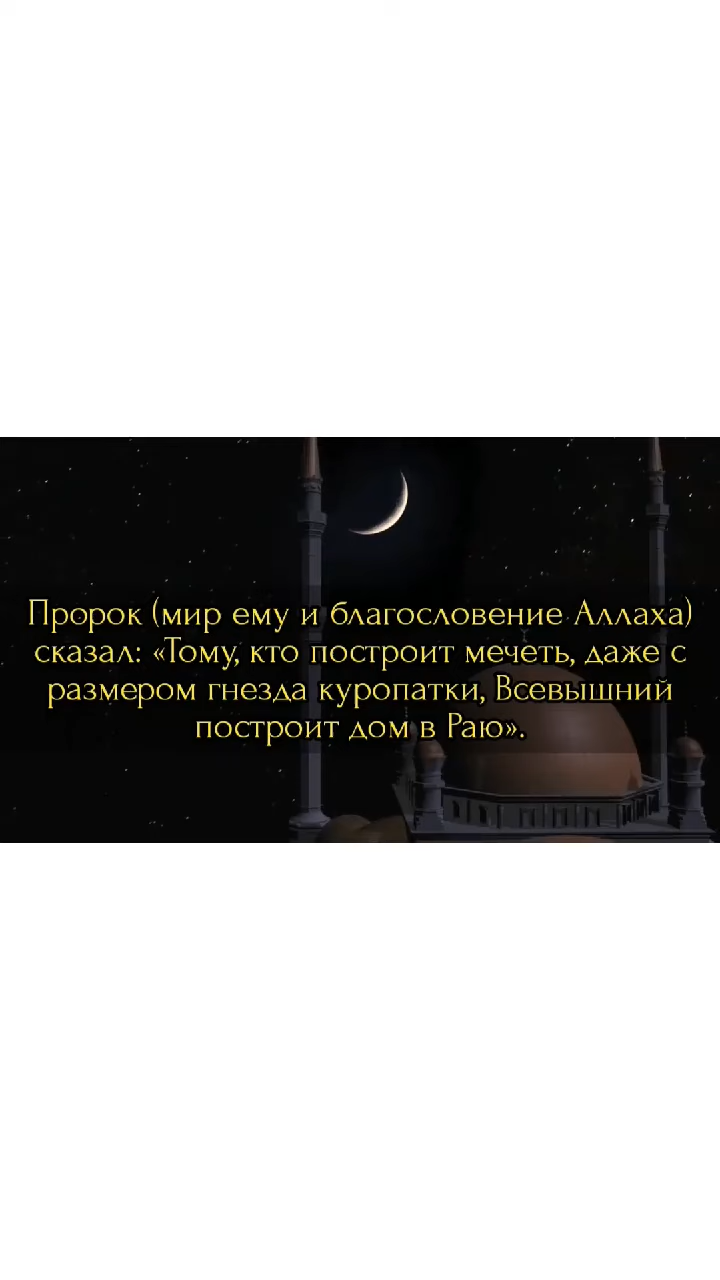 Пророк (мир ему и благословение Аллаха)
сказал: «Тому, кто построит мечеть, даже с
размером гнезда куропатки, Всевышний
построит дом в Раю».